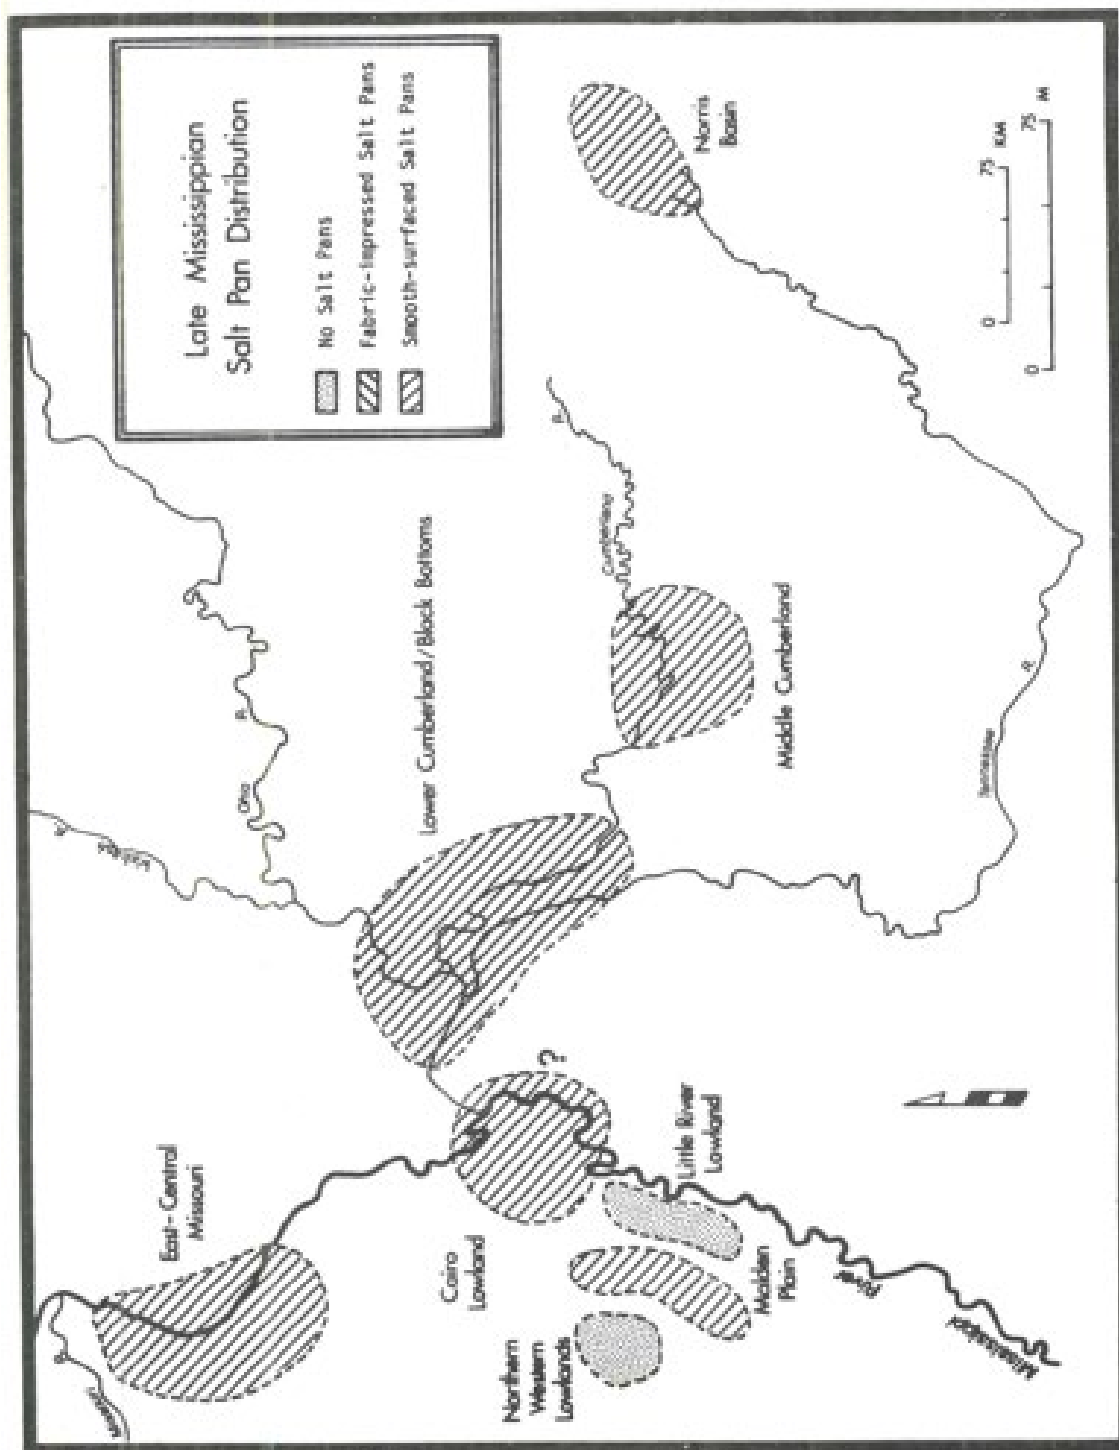 Late Mississippian
Salt Pan Distribution
No Salt Pans
Fabric-impressed Salt Pans
Smooth-surfaced Salt Pans
East-Central
Missouri
Missouri
R.
R.
Ohio
R.
Lower Cumberland/Black Bottoms
Cairo
Lowland
?
Cumberland
R.
Norris
Basin
Northern
Western
Lowlands
Little River
Lowland
Malden
Plain
Middle Cumberland
Mississippi
River
Tennessee
R.
0 75 KM
0 75 M